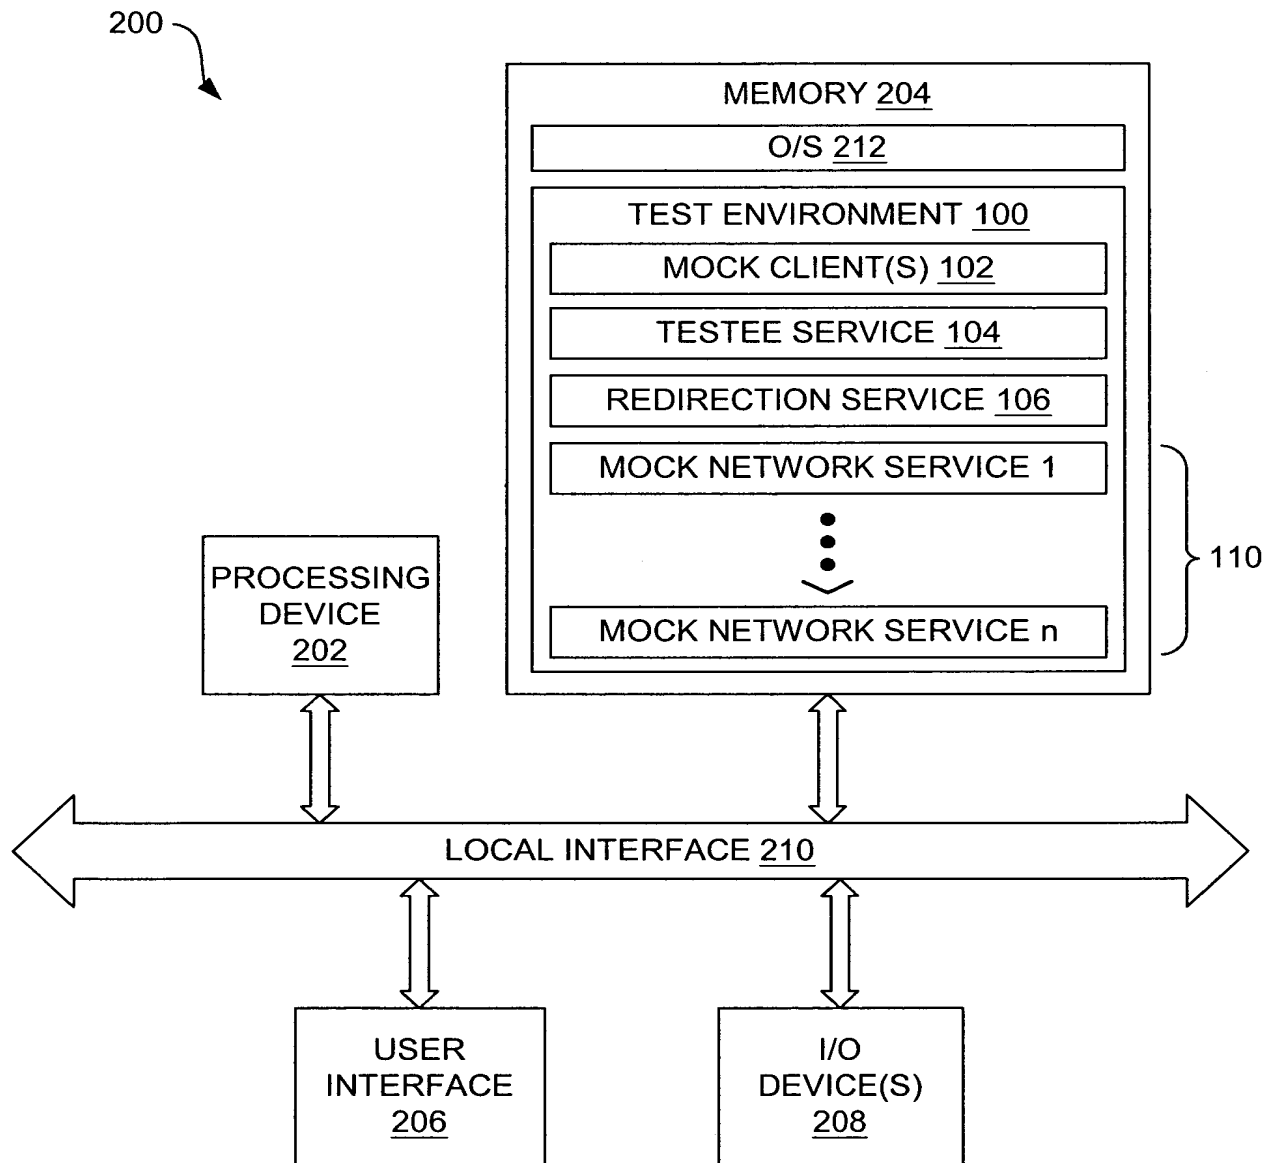 200
MEMORY 204
O/S 212
TEST ENVIRONMENT 100
MOCK CLIENT(S) 102
TESTEE SERVICE 104
REDIRECTION SERVICE 106
MOCK NETWORK SERVICE 1
MOCK NETWORK SERVICE n
110
PROCESSING
DEVICE
202
LOCAL INTERFACE 210
USER
INTERFACE
206
I/O
DEVICE(S)
208